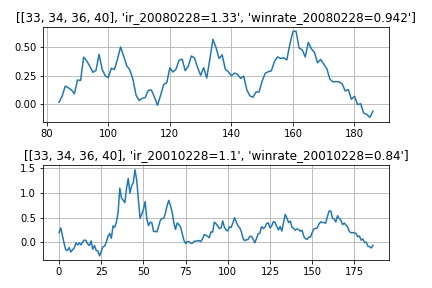 [[33, 34, 36, 40], 'ir_20080228=1.33', 'winrate_20080228=0.942']
0.50
0.25
0.00
80 100 120 140 160 180
[[33, 34, 36, 40], 'ir_20010228=1.1', 'winrate_20010228=0.84']
1.5
1.0
0.5
0.0
0 25 50 75 100 125 150 175